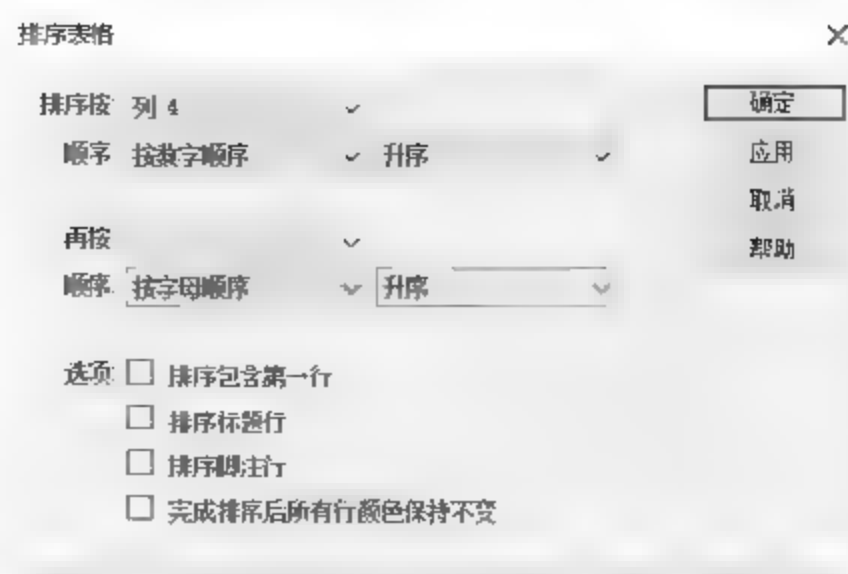 排序表格
排序按 列 4 确定
顺序 按数字顺序 升序 应用
取消
再按 帮助
顺序 按字母顺序 升序
选项 排序包含第一行
排序标题行
排序脚注行
完成排序后所有行颜色保持不变